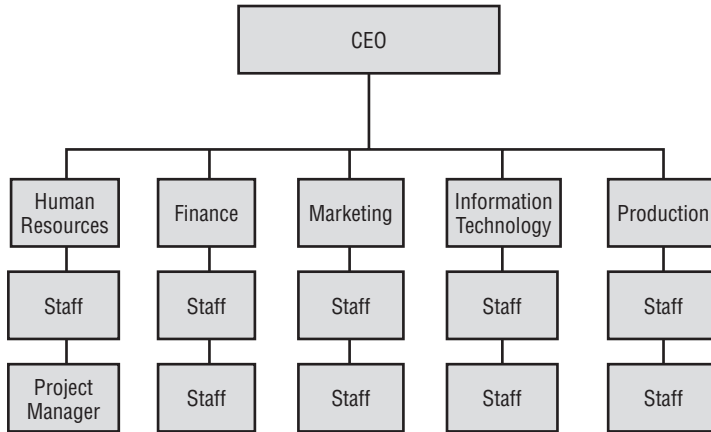 CEO
Human
Resources
Finance
Marketing
Information
Technology
Production
Staff
Staff
Staff
Staff
Staff
Project
Manager
Staff
Staff
Staff
Staff